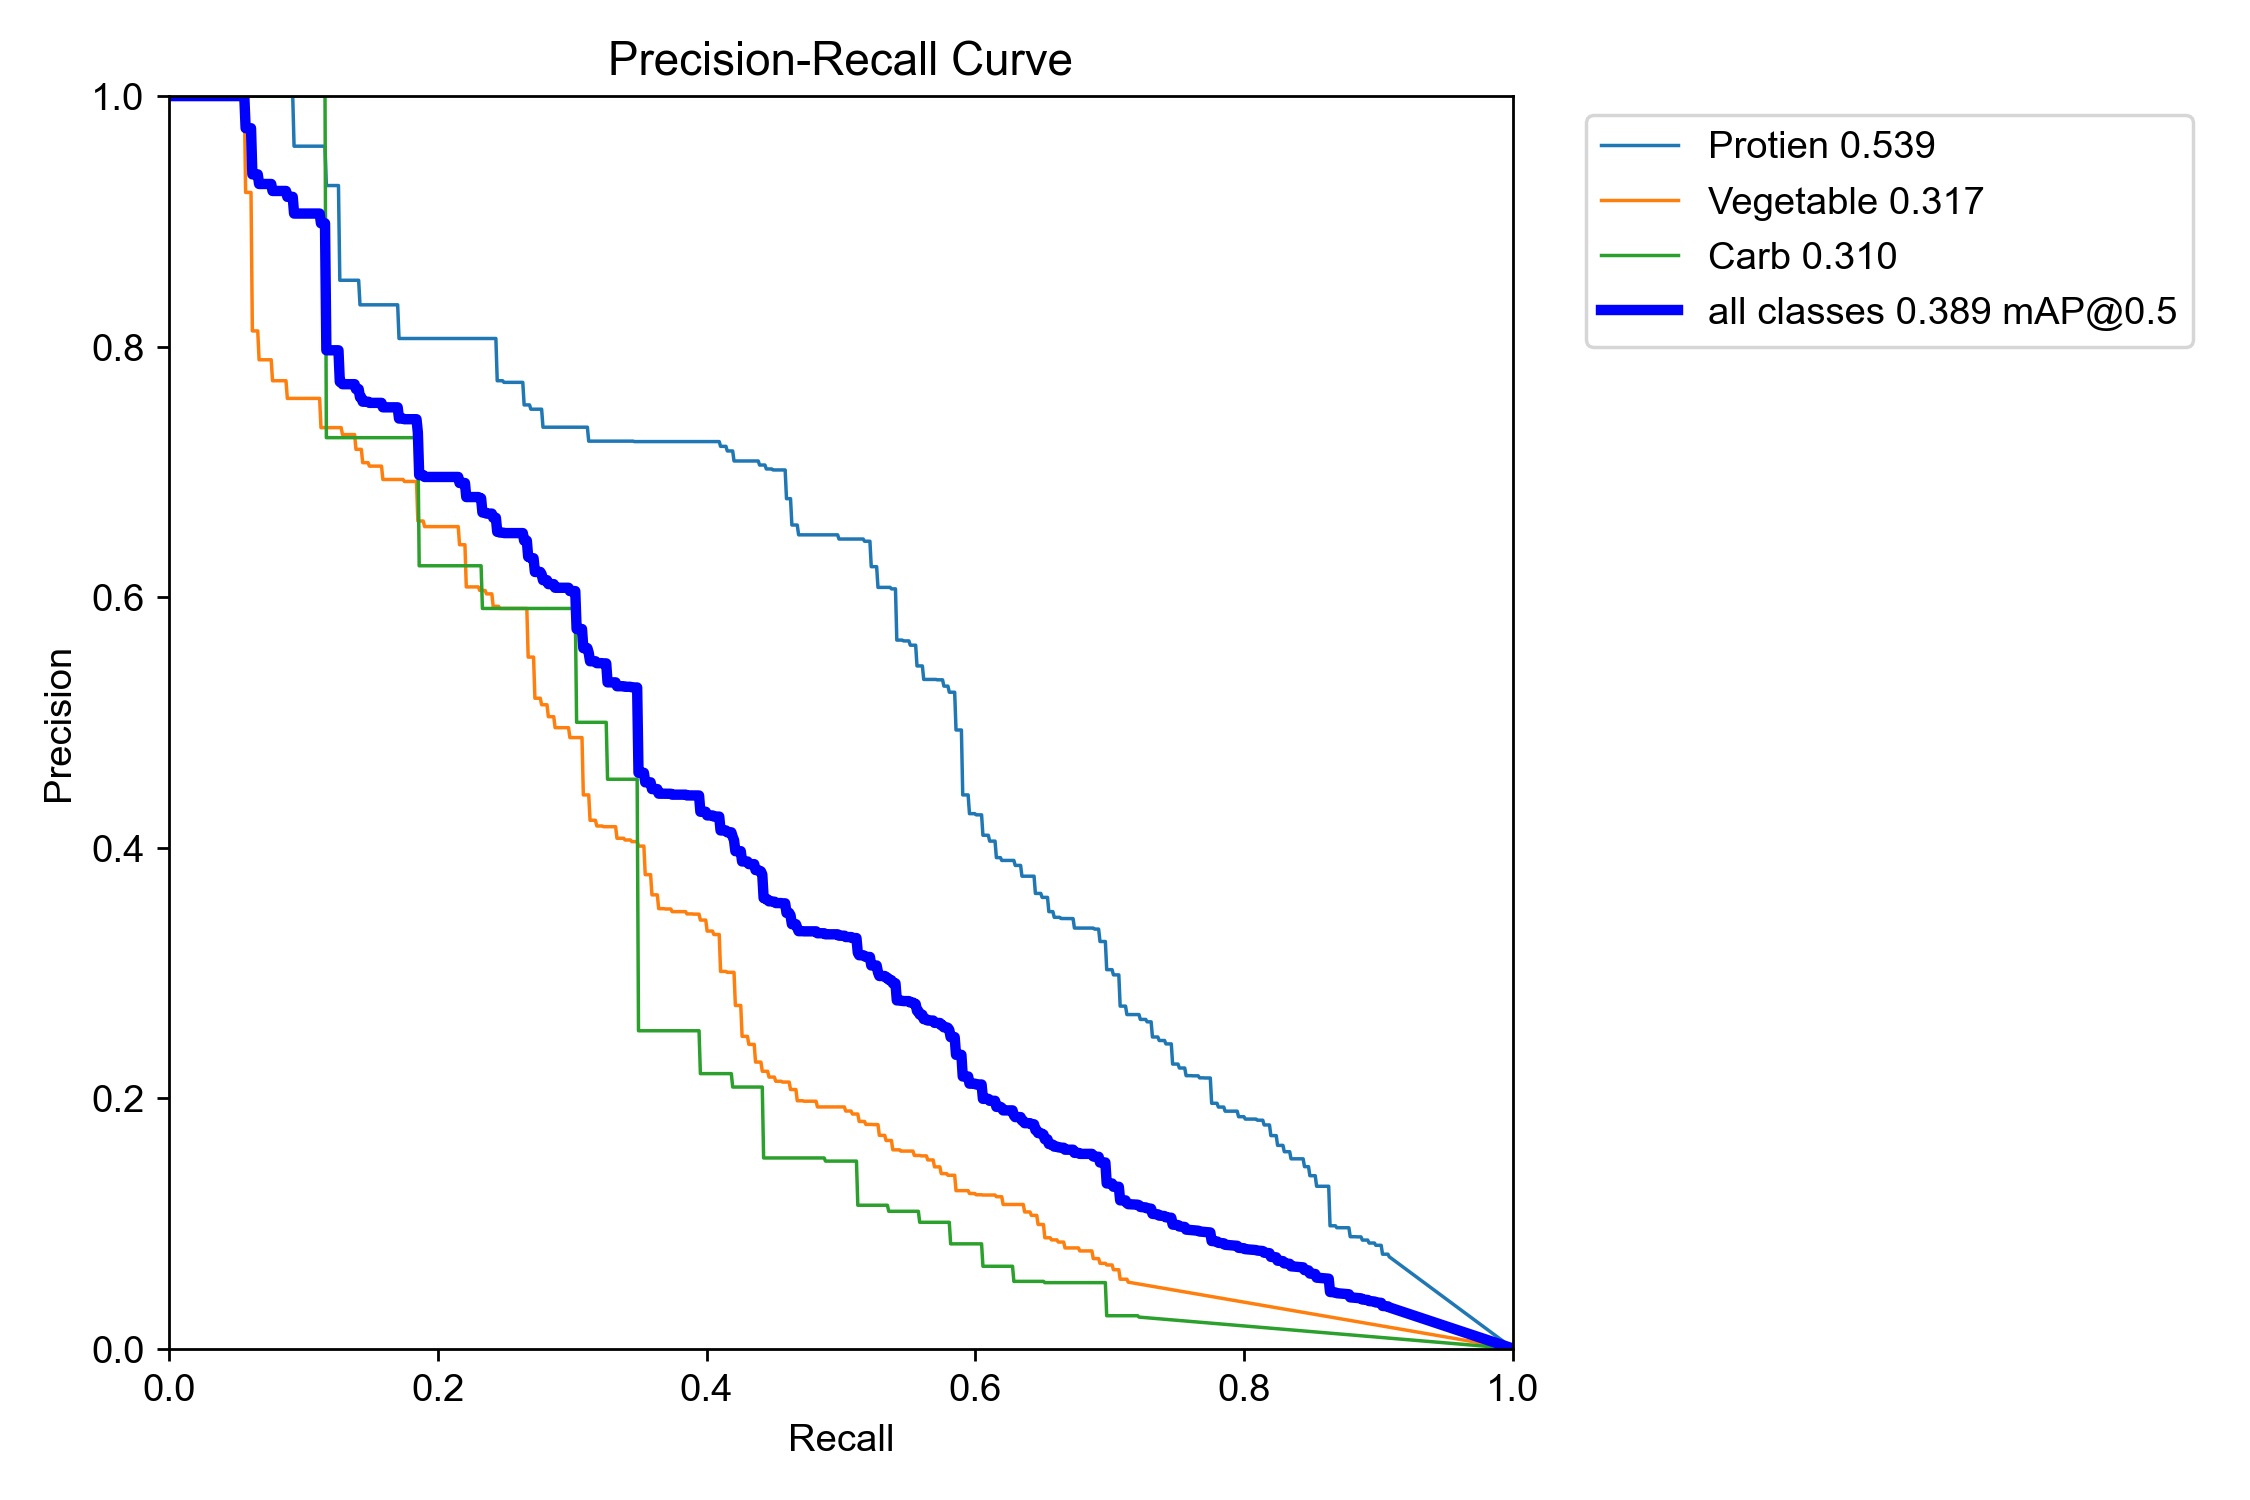 Precision-Recall Curve
1.0
0.8
0.6
0.4
0.2
0.0
Precision
0.0 0.2 0.4 0.6 0.8 1.0
Recall
Protien 0.539
Vegetable 0.317
Carb 0.310
all classes 0.389 mAP@0.5